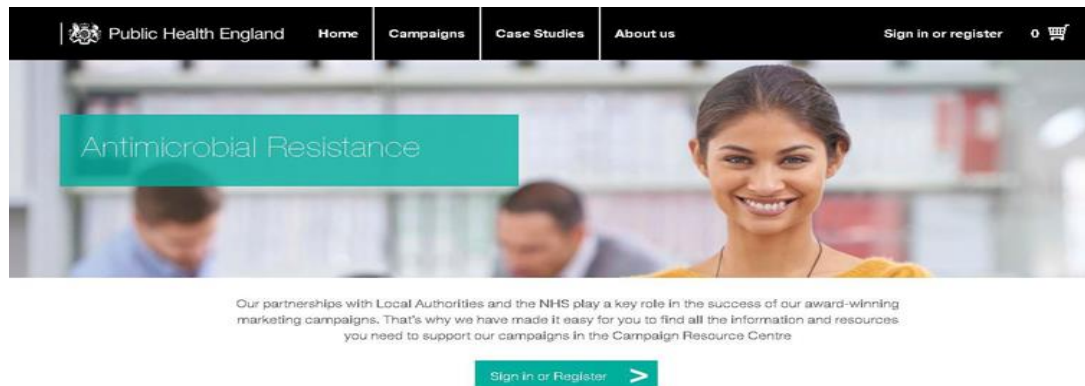 Public Health England Home Campaigns Case Studies About us Sign in or register 0
Antimicrobial Resistance
Our partnerships with Local Authorities and the NHS play a key role in the success of our award-winning
marketing campaigns. That's why we have made it easy for you to find all the information and resources
you need to support our campaigns in the Campaign Resource Centre
Sign in or Register >